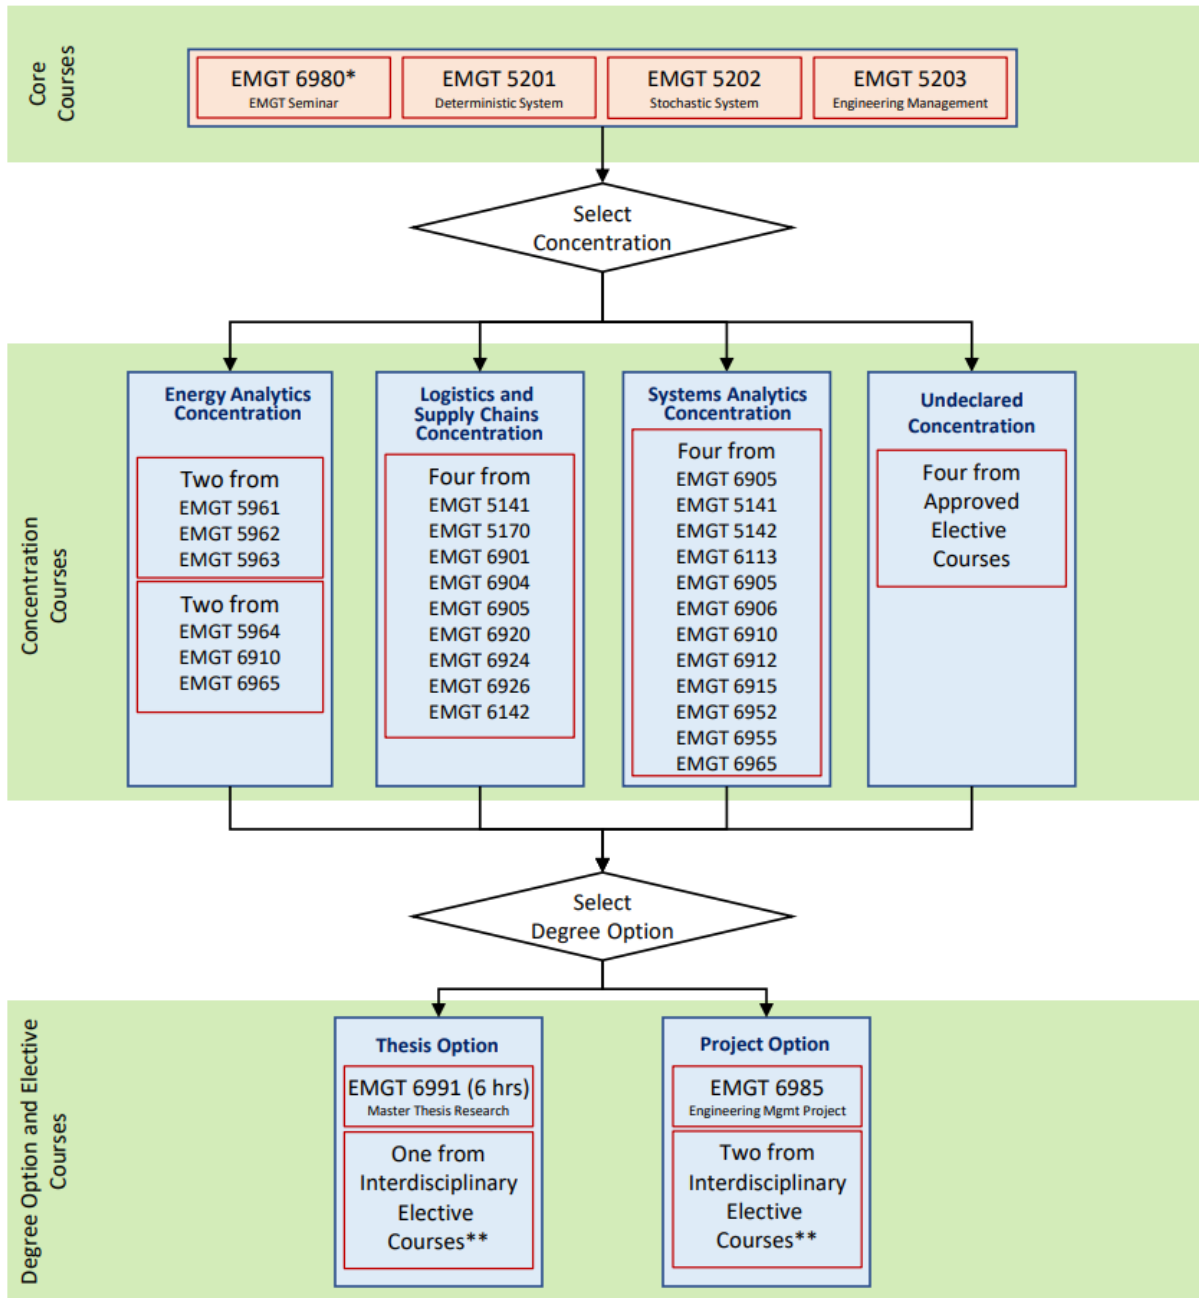 Core
Courses
EMGT 6980*
EMGT Seminar
EMGT 5201
Deterministic System
EMGT 5202
Stochastic System
EMGT 5203
Engineering Management
Select
Concentration
Concentration
Courses
Energy Analytics
Concentration
Two from
EMGT 5961
EMGT 5962
EMGT 5963
Two from
EMGT 5964
EMGT 6910
EMGT 6965
Logistics and
Supply Chains
Concentration
Four from
EMGT 5141
EMGT 5170
EMGT 6901
EMGT 6904
EMGT 6905
EMGT 6920
EMGT 6924
EMGT 6926
EMGT 6142
Systems Analytics
Concentration
Four from
EMGT 6905
EMGT 5141
EMGT 5142
EMGT 6113
EMGT 6905
EMGT 6906
EMGT 6910
EMGT 6912
EMGT 6915
EMGT 6952
EMGT 6955
EMGT 6965
Undeclared
Concentration
Four from
Approved
Elective
Courses
Select
Degree Option
Degree Option and Elective
Courses
Thesis Option
EMGT 6991 (6 hrs)
Master Thesis Research
One from
Interdisciplinary
Elective
Courses**
Project Option
EMGT 6985
Engineering Mgmt Project
Two from
Interdisciplinary
Elective
Courses**